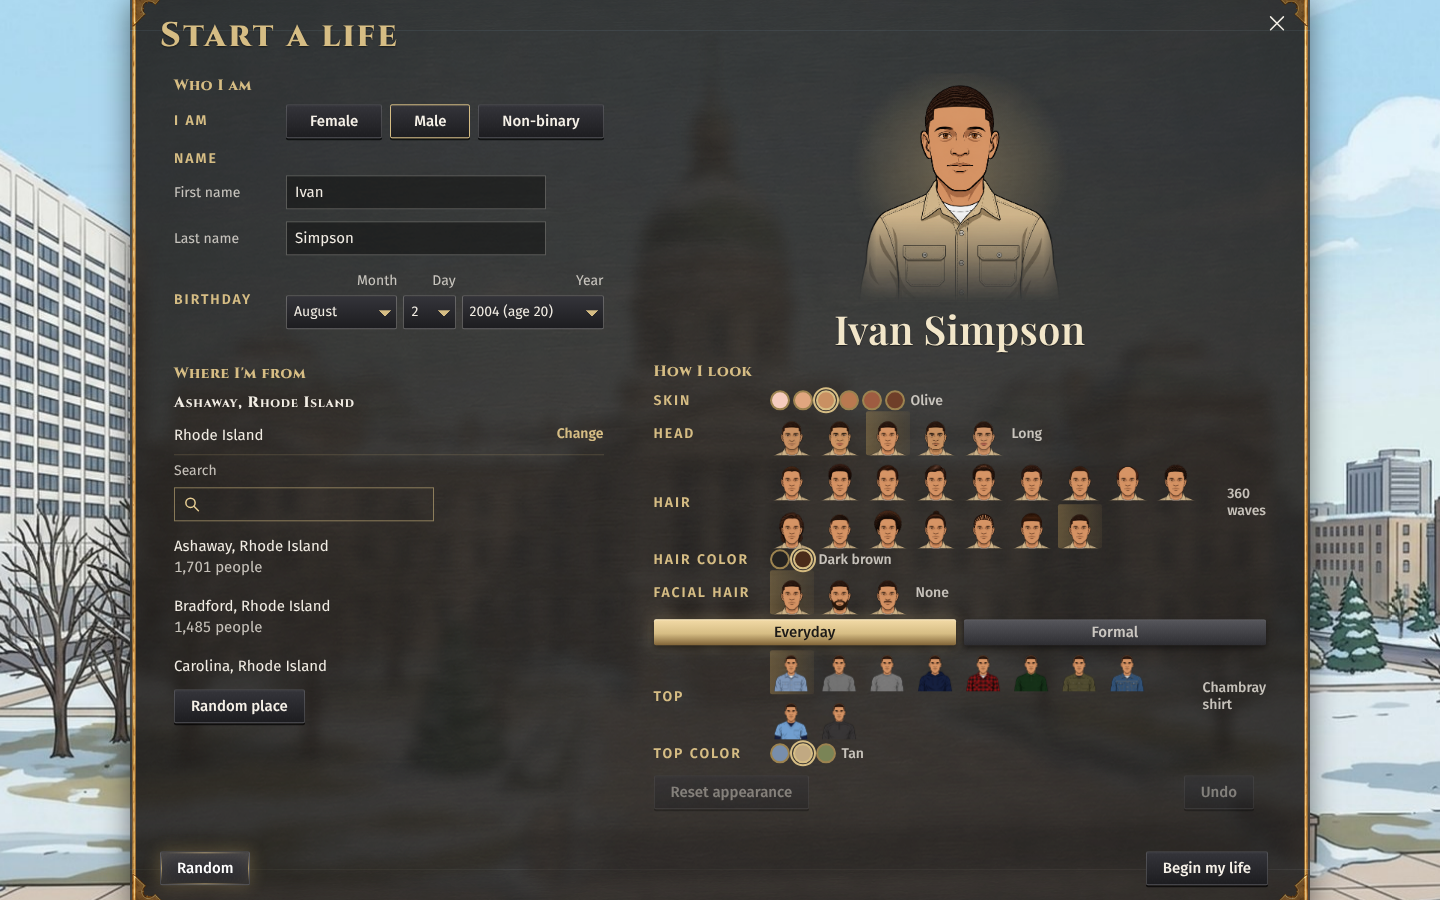 Start a life
Who I am
I AM
Female
Male
Non-binary
NAME
First name
Ivan
Last name
Simpson
Month
Day
Year
BIRTHDAY
August
2
2004 (age 20)
Where I'm from
Ashaway, Rhode Island
Rhode Island
Change
Search
Ashaway, Rhode Island
1,701 people
Bradford, Rhode Island
1,485 people
Carolina, Rhode Island
Random place
Random
Ivan Simpson
How I look
SKIN
Olive
HEAD
Long
HAIR
360
waves
HAIR COLOR
Dark brown
FACIAL HAIR
None
Everyday
Formal
TOP
Chambray
shirt
TOP COLOR
Tan
Reset appearance
Undo
Begin my life